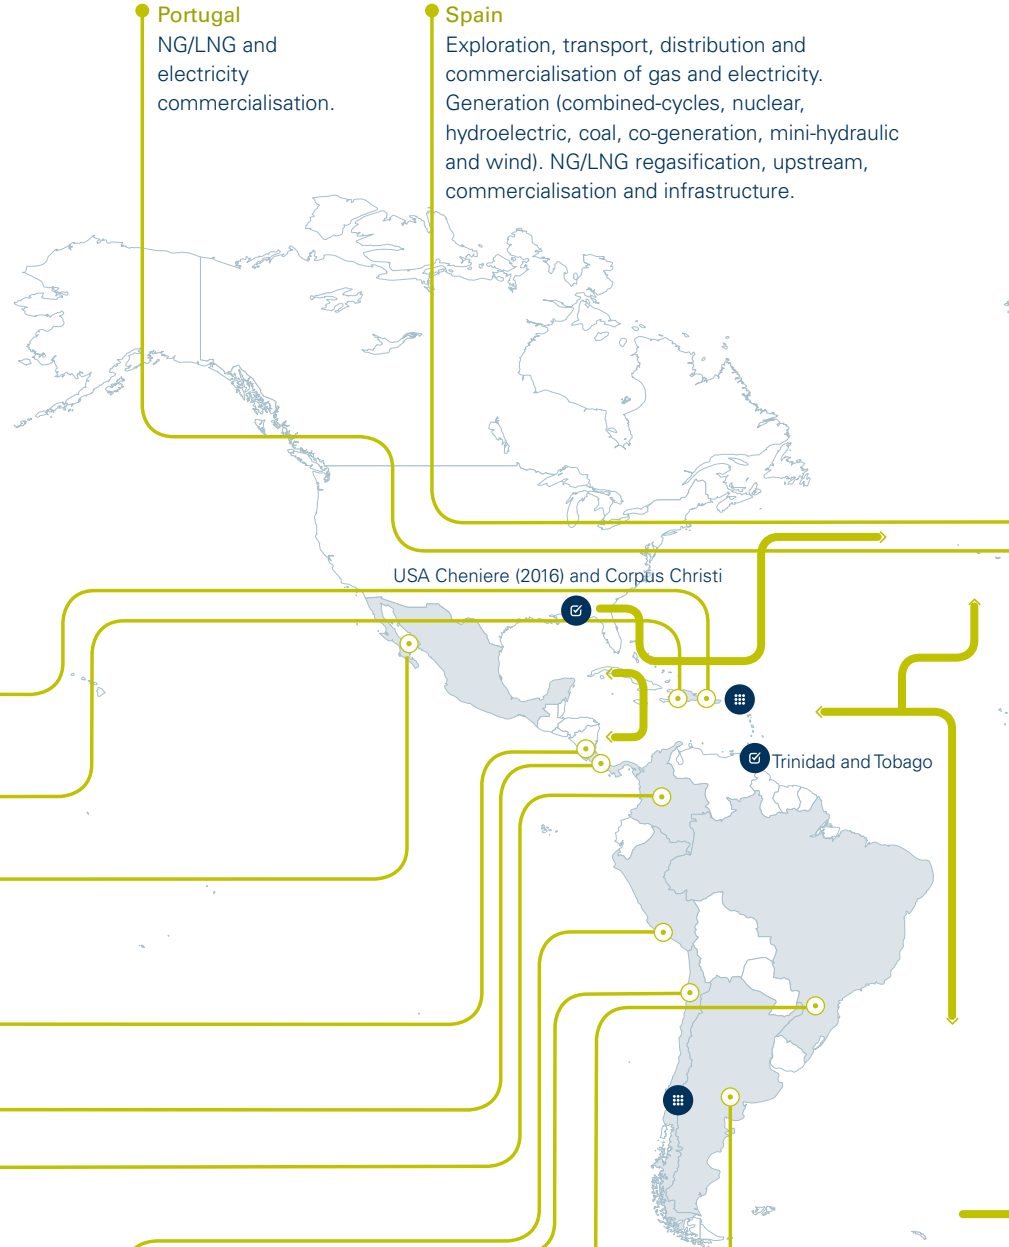 Portugal
NG/LNG and
electricity
commercialisation.
Spain
Exploration, transport, distribution and
commercialisation of gas and electricity.
Generation (combined-cycles, nuclear,
hydroelectric, coal, co-generation, mini-hydraulic
and wind). NG/LNG regasification, upstream,
commercialisation and infrastructure.
USA Cheniere (2016) and Corpus Christi
Trinidad and Tobago